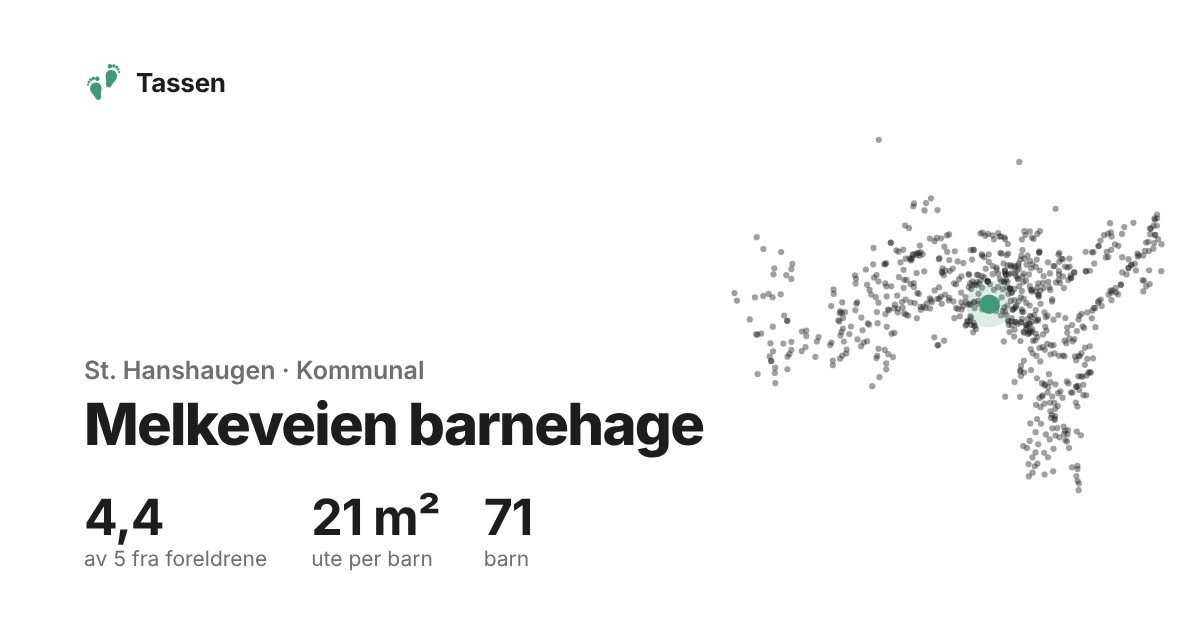 Tassen
St. Hanshaugen · Kommunal
Melkeveien barnehage
4,4 21 m² 71
av 5 fra foreldrene ute per barn barn